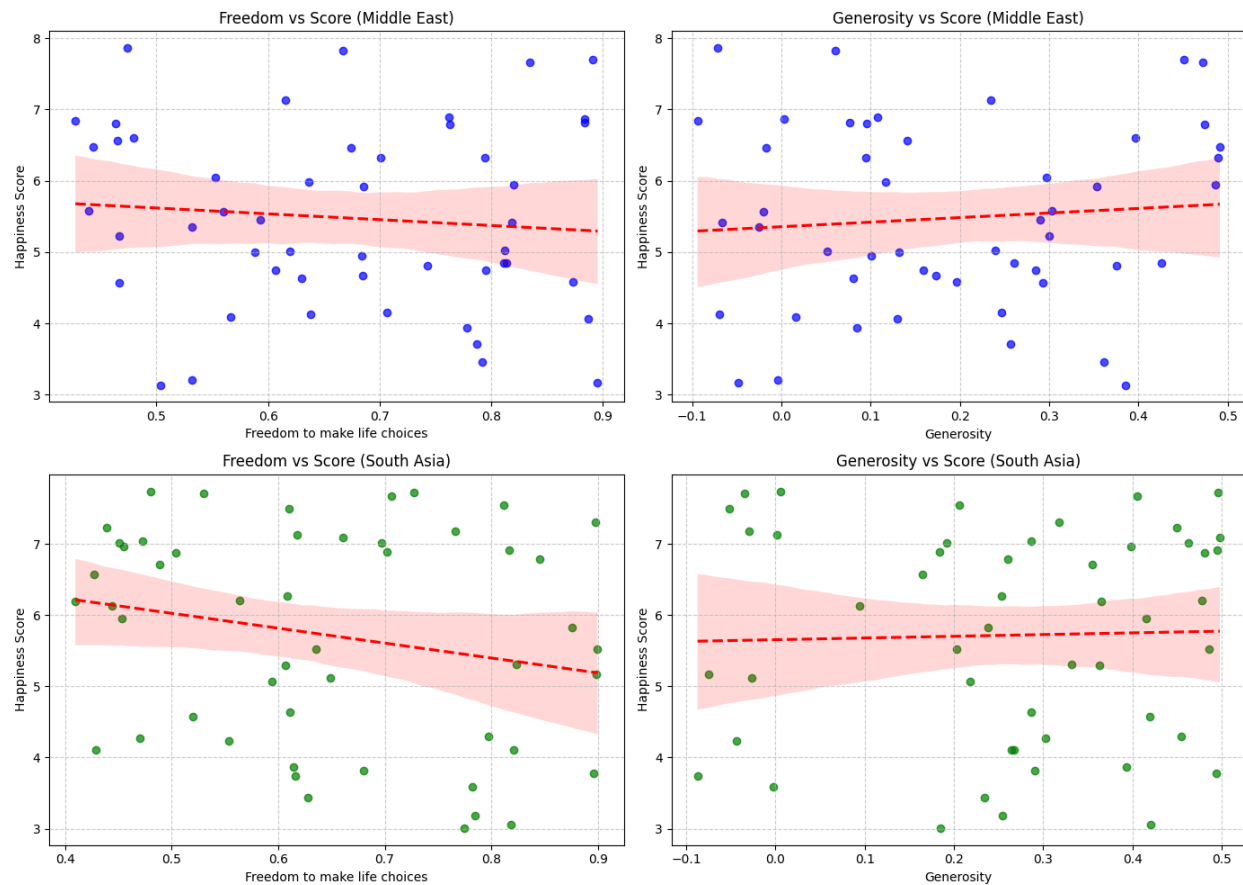 Freedom vs Score (Middle East)
Happiness Score
8
7
6
5
4
3
0.5 0.6 0.7 0.8 0.9
Freedom to make life choices
Generosity vs Score (Middle East)
Happiness Score
8
7
6
5
4
3
−0.1 0.0 0.1 0.2 0.3 0.4 0.5
Generosity
Freedom vs Score (South Asia)
Happiness Score
7
6
5
4
3
0.4 0.5 0.6 0.7 0.8 0.9
Freedom to make life choices
Generosity vs Score (South Asia)
Happiness Score
7
6
5
4
3
−0.1 0.0 0.1 0.2 0.3 0.4 0.5
Generosity